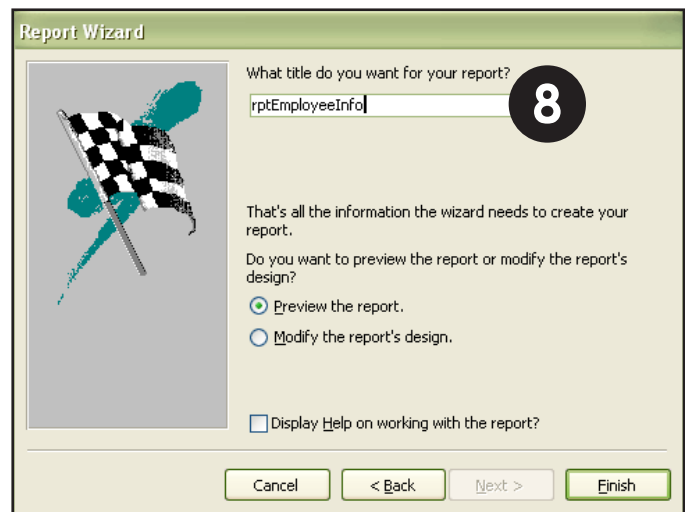 Report Wizard
What title do you want for your report?
rptEmployeeInfo
8
That's all the information the wizard needs to create your
report.
Do you want to preview the report or modify the report's
design?
Preview the report.
Modify the report's design.
Display Help on working with the report?
Cancel
< Back
Next >
Finish